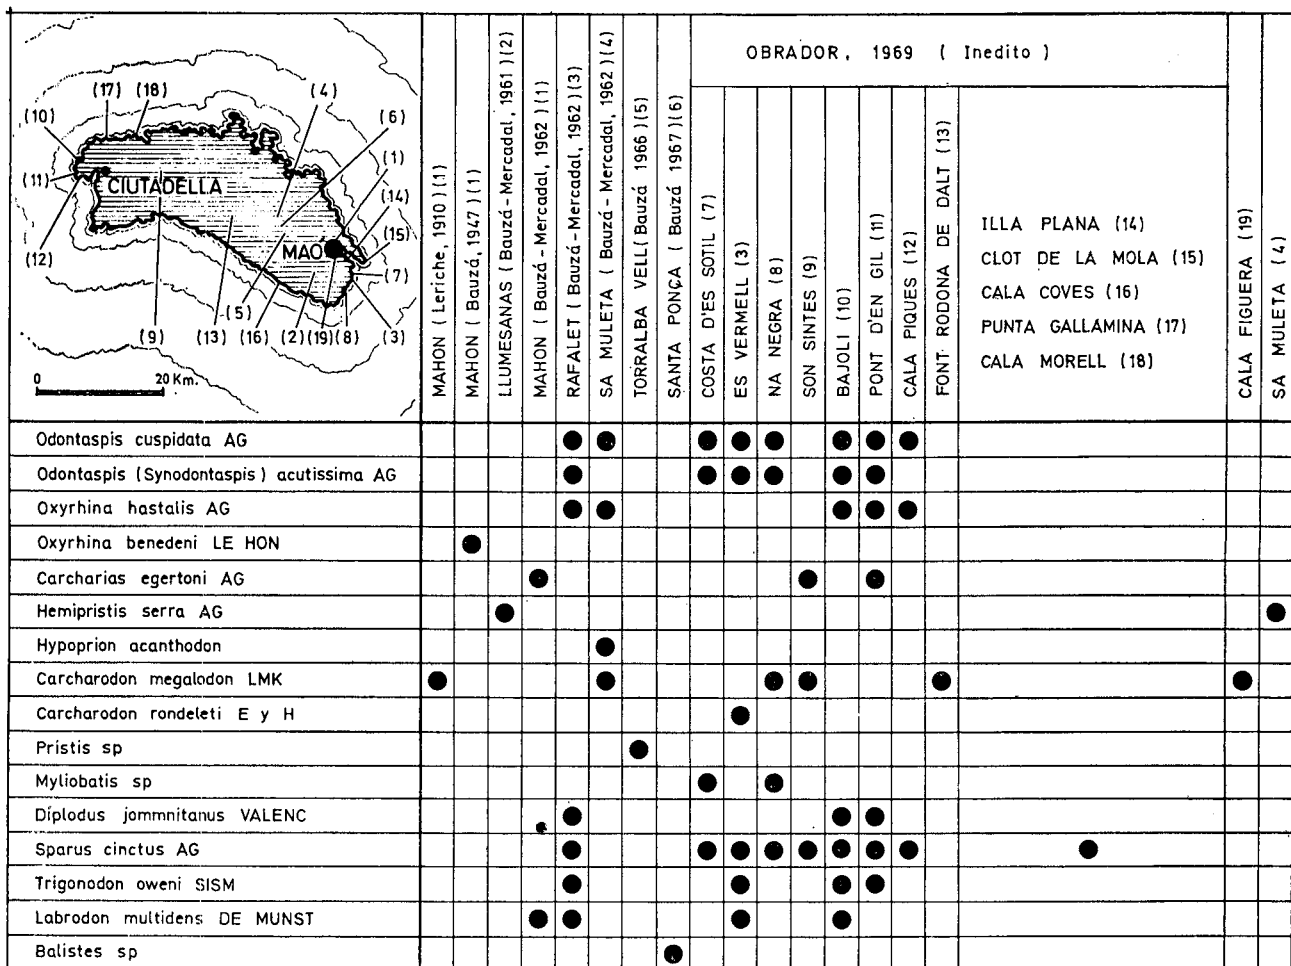 (17) (18) (4)
(10) (6)
(1)
(11) CIUTADELLA (14)
(15)
(12) MAÓ (7)
(5)
(9) (13) (16) (2) (19) (8) (3)
0 20 Km.
MAHON ( Leriche, 1910 ) (1)
MAHON ( Bauzá, 1947 ) (1)
LLUMESANAS ( Bauzá - Mercadal, 1961 ) (2)
MAHON ( Bauzá - Mercadal, 1962 ) (1)
RAFALET ( Bauzá - Mercadal, 1962 ) (3)
SA MULETA ( Bauzá - Mercadal, 1962 ) (4)
TORRALBA VELL ( Bauzá 1966 ) (5)
SANTA PONÇA ( Bauzá 1967 ) (6)
OBRADOR, 1969 ( Inedito )
COSTA D'ES SOTIL (7)
ES VERMELL (3)
NA NEGRA (8)
SON SINTES (9)
BAJOLI (10)
PONT D'EN GIL (11)
CALA PIQUES (12)
FONT RODONA DE DALT (13)
ILLA PLANA (14)
CLOT DE LA MOLA (15)
CALA COVES (16)
PUNTA GALLAMINA (17)
CALA MORELL (18)
CALA FIGUERA (19)
SA MULETA (4)
Odontaspis cuspidata AG
Odontaspis (Synodontaspis) acutissima AG
Oxyrhina hastalis AG
Oxyrhina benedeni LE HON
Carcharias egertoni AG
Hemipristis serra AG
Hypoprion acanthodon
Carcharodon megalodon LMK
Carcharodon rondeleti E y H
Pristis sp
Myliobatis sp
Diplodus jommnitanus VALENC
Sparus cinctus AG
Trigonodon oweni SISM
Labrodon multidens DE MUNST
Balistes sp